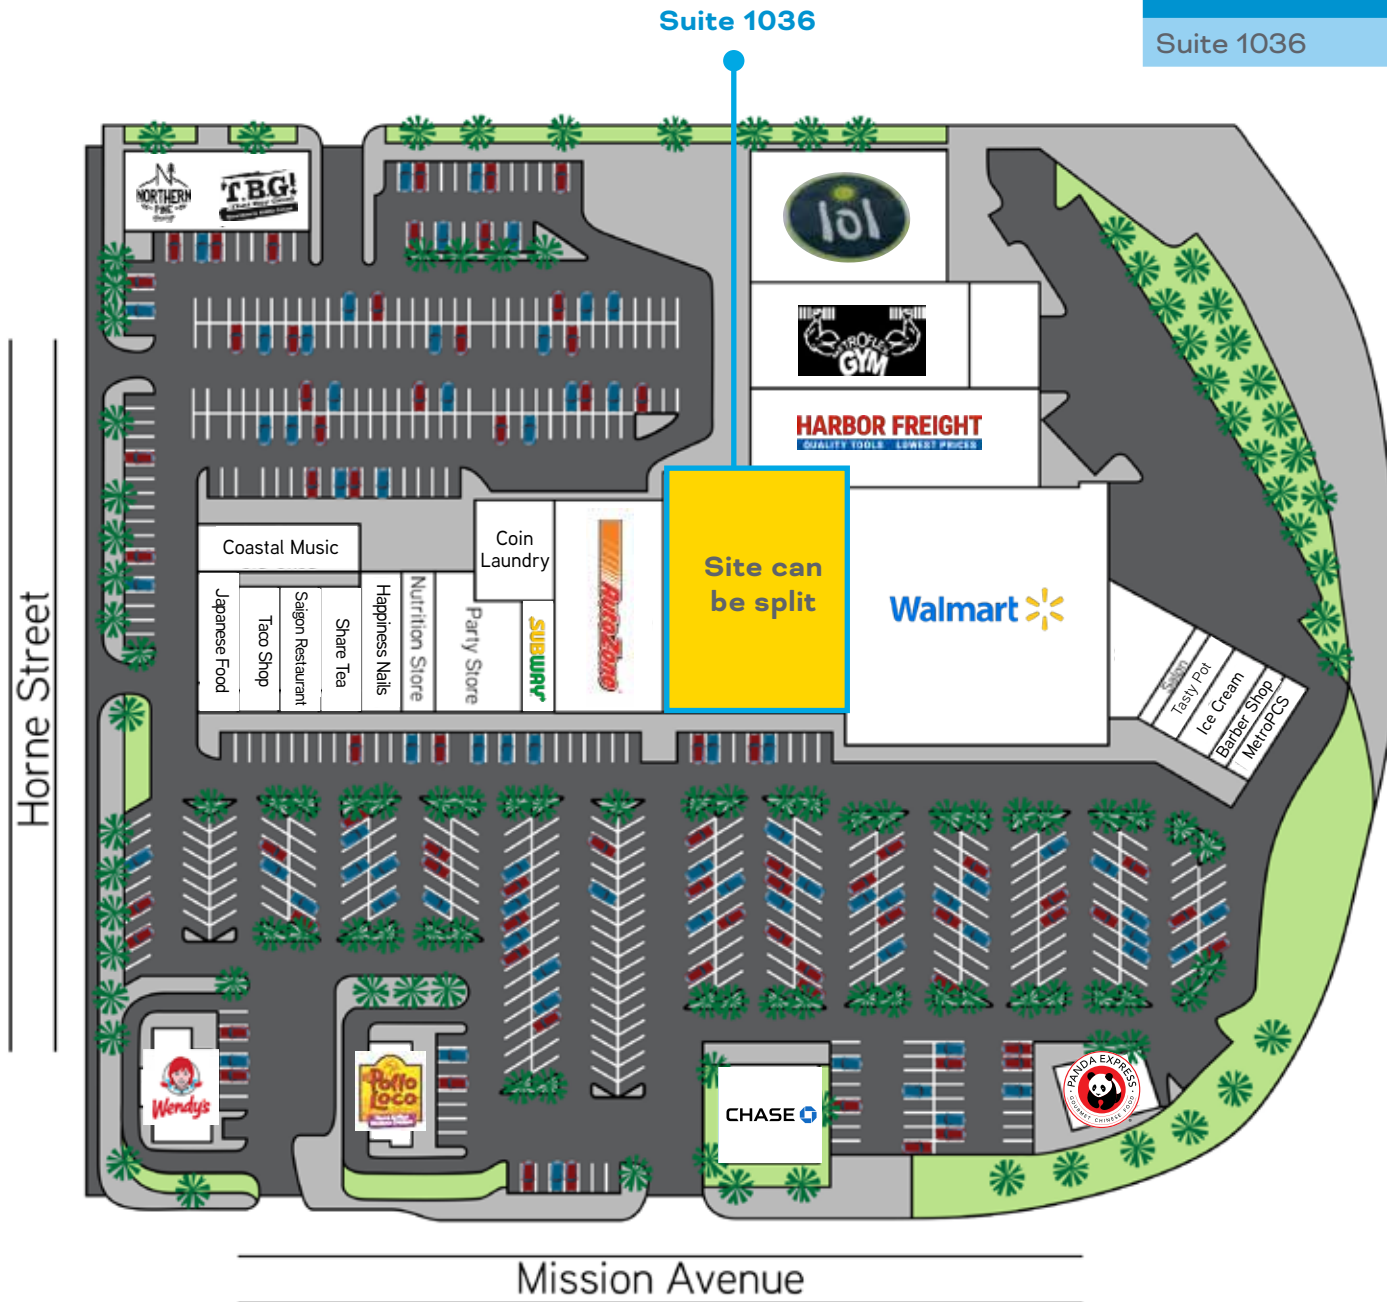 Suite 1036
Suite 1036
NORTHERN
PINE
T.B.G!
101
METROFLEX
GYM
HARBOR FREIGHT
QUALITY TOOLS LOWEST PRICES
Coastal Music
Coin
Laundry
Japanese Food
Taco Shop
Saigon Restaurant
Share Tea
Happiness Nails
Nutrition Store
Party Store
SUBWAY
AutoZone
Site can
be split
Walmart
Salon
Tasty Pot
Ice Cream
Barber Shop
MetroPCS
Horne Street
Wendy's
Pollo
Loco
CHASE
PANDA EXPRESS
GOURMET CHINESE FOOD
Mission Avenue